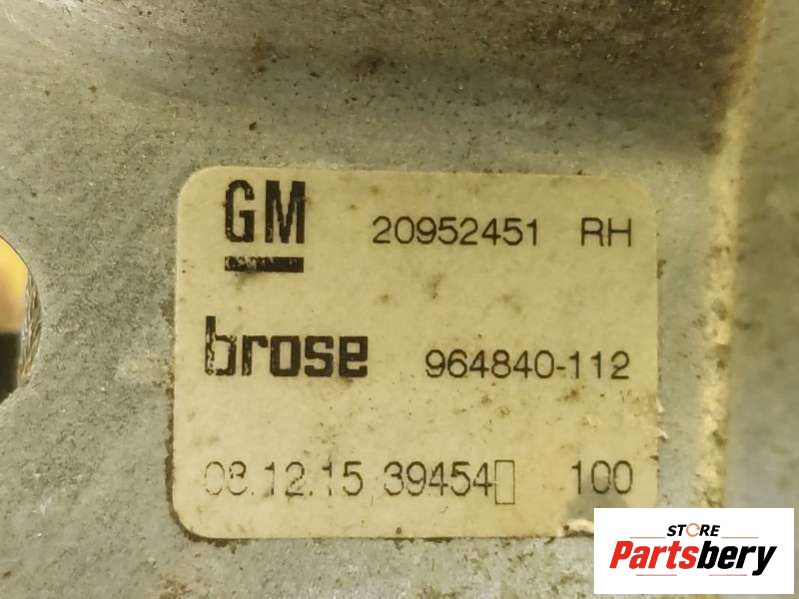 GM 20952451 RH
brose 964840-112
08.12.15 39454▯ 100
STORE
Partsbery